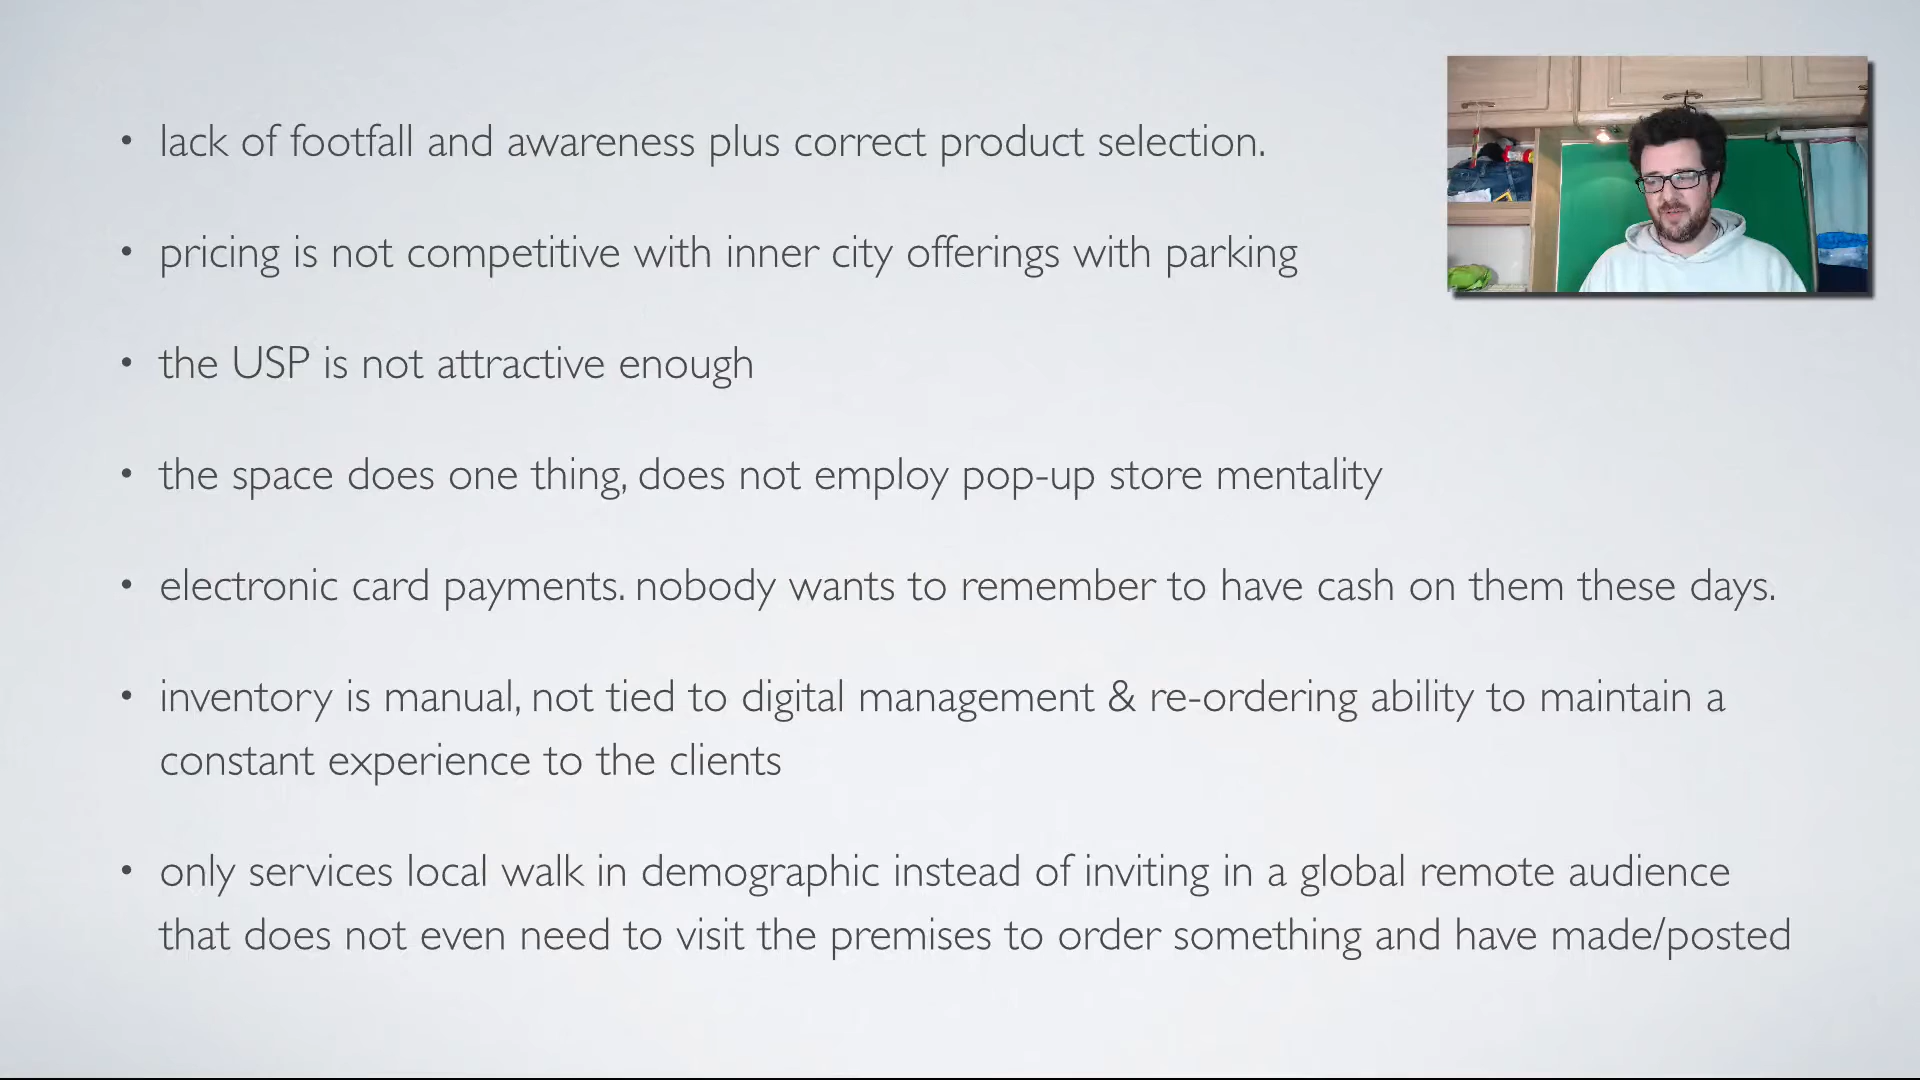 • lack of footfall and awareness plus correct product selection.
• pricing is not competitive with inner city offerings with parking
• the USP is not attractive enough
• the space does one thing, does not employ pop-up store mentality
• electronic card payments. nobody wants to remember to have cash on them these days.
• inventory is manual, not tied to digital management & re-ordering ability to maintain a
constant experience to the clients
• only services local walk in demographic instead of inviting in a global remote audience
that does not even need to visit the premises to order something and have made/posted